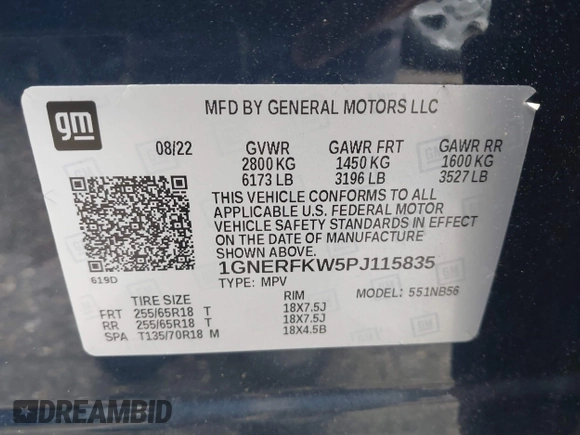 gm
MFD BY GENERAL MOTORS LLC
08/22 GVWR GAWR FRT GAWR RR
2800 KG 1450 KG 1600 KG
6173 LB 3196 LB 3527 LB
THIS VEHICLE CONFORMS TO ALL
APPLICABLE U.S. FEDERAL MOTOR
VEHICLE SAFETY STANDARDS IN EFFECT
ON THE DATE OF MANUFACTURE SHOWN ABOVE.
619D
1GNERFKW5PJ115835
TYPE: MPV MODEL: 551NB56
TIRE SIZE RIM
FRT 255/65R18 T 18X7.5J
RR 255/65R18 T 18X7.5J
SPA T135/70R18 M 18X4.5B
DREAMBID